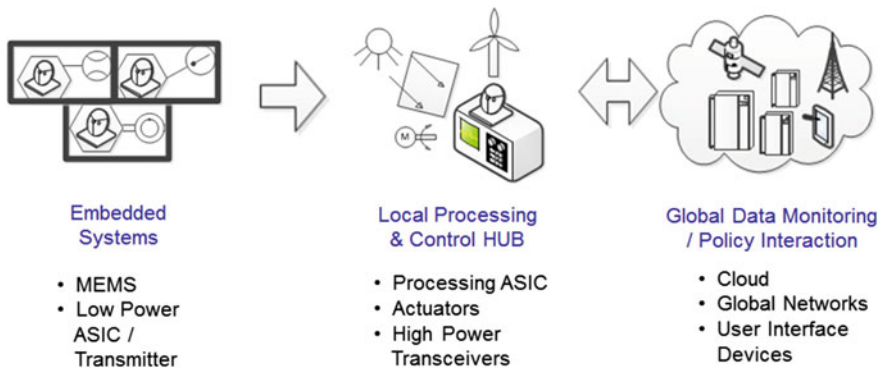 M
Embedded
Systems
• MEMS
• Low Power
ASIC /
Transmitter
Local Processing
& Control HUB
• Processing ASIC
• Actuators
• High Power
Transceivers
Global Data Monitoring
/ Policy Interaction
• Cloud
• Global Networks
• User Interface
Devices